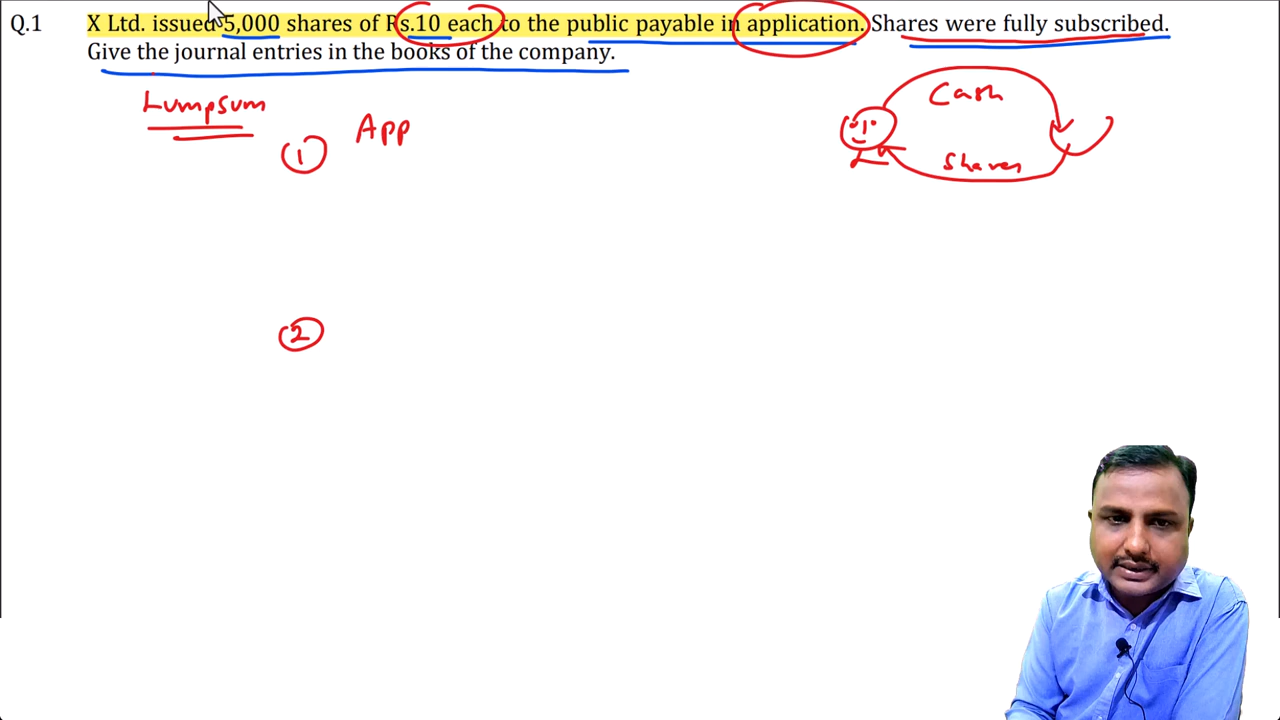 Q.1 X Ltd. issued 5,000 shares of Rs.10 each to the public payable in application. Shares were fully subscribed.
Give the journal entries in the books of the company.
Lumpsum
1 App
Cash
Shares
2